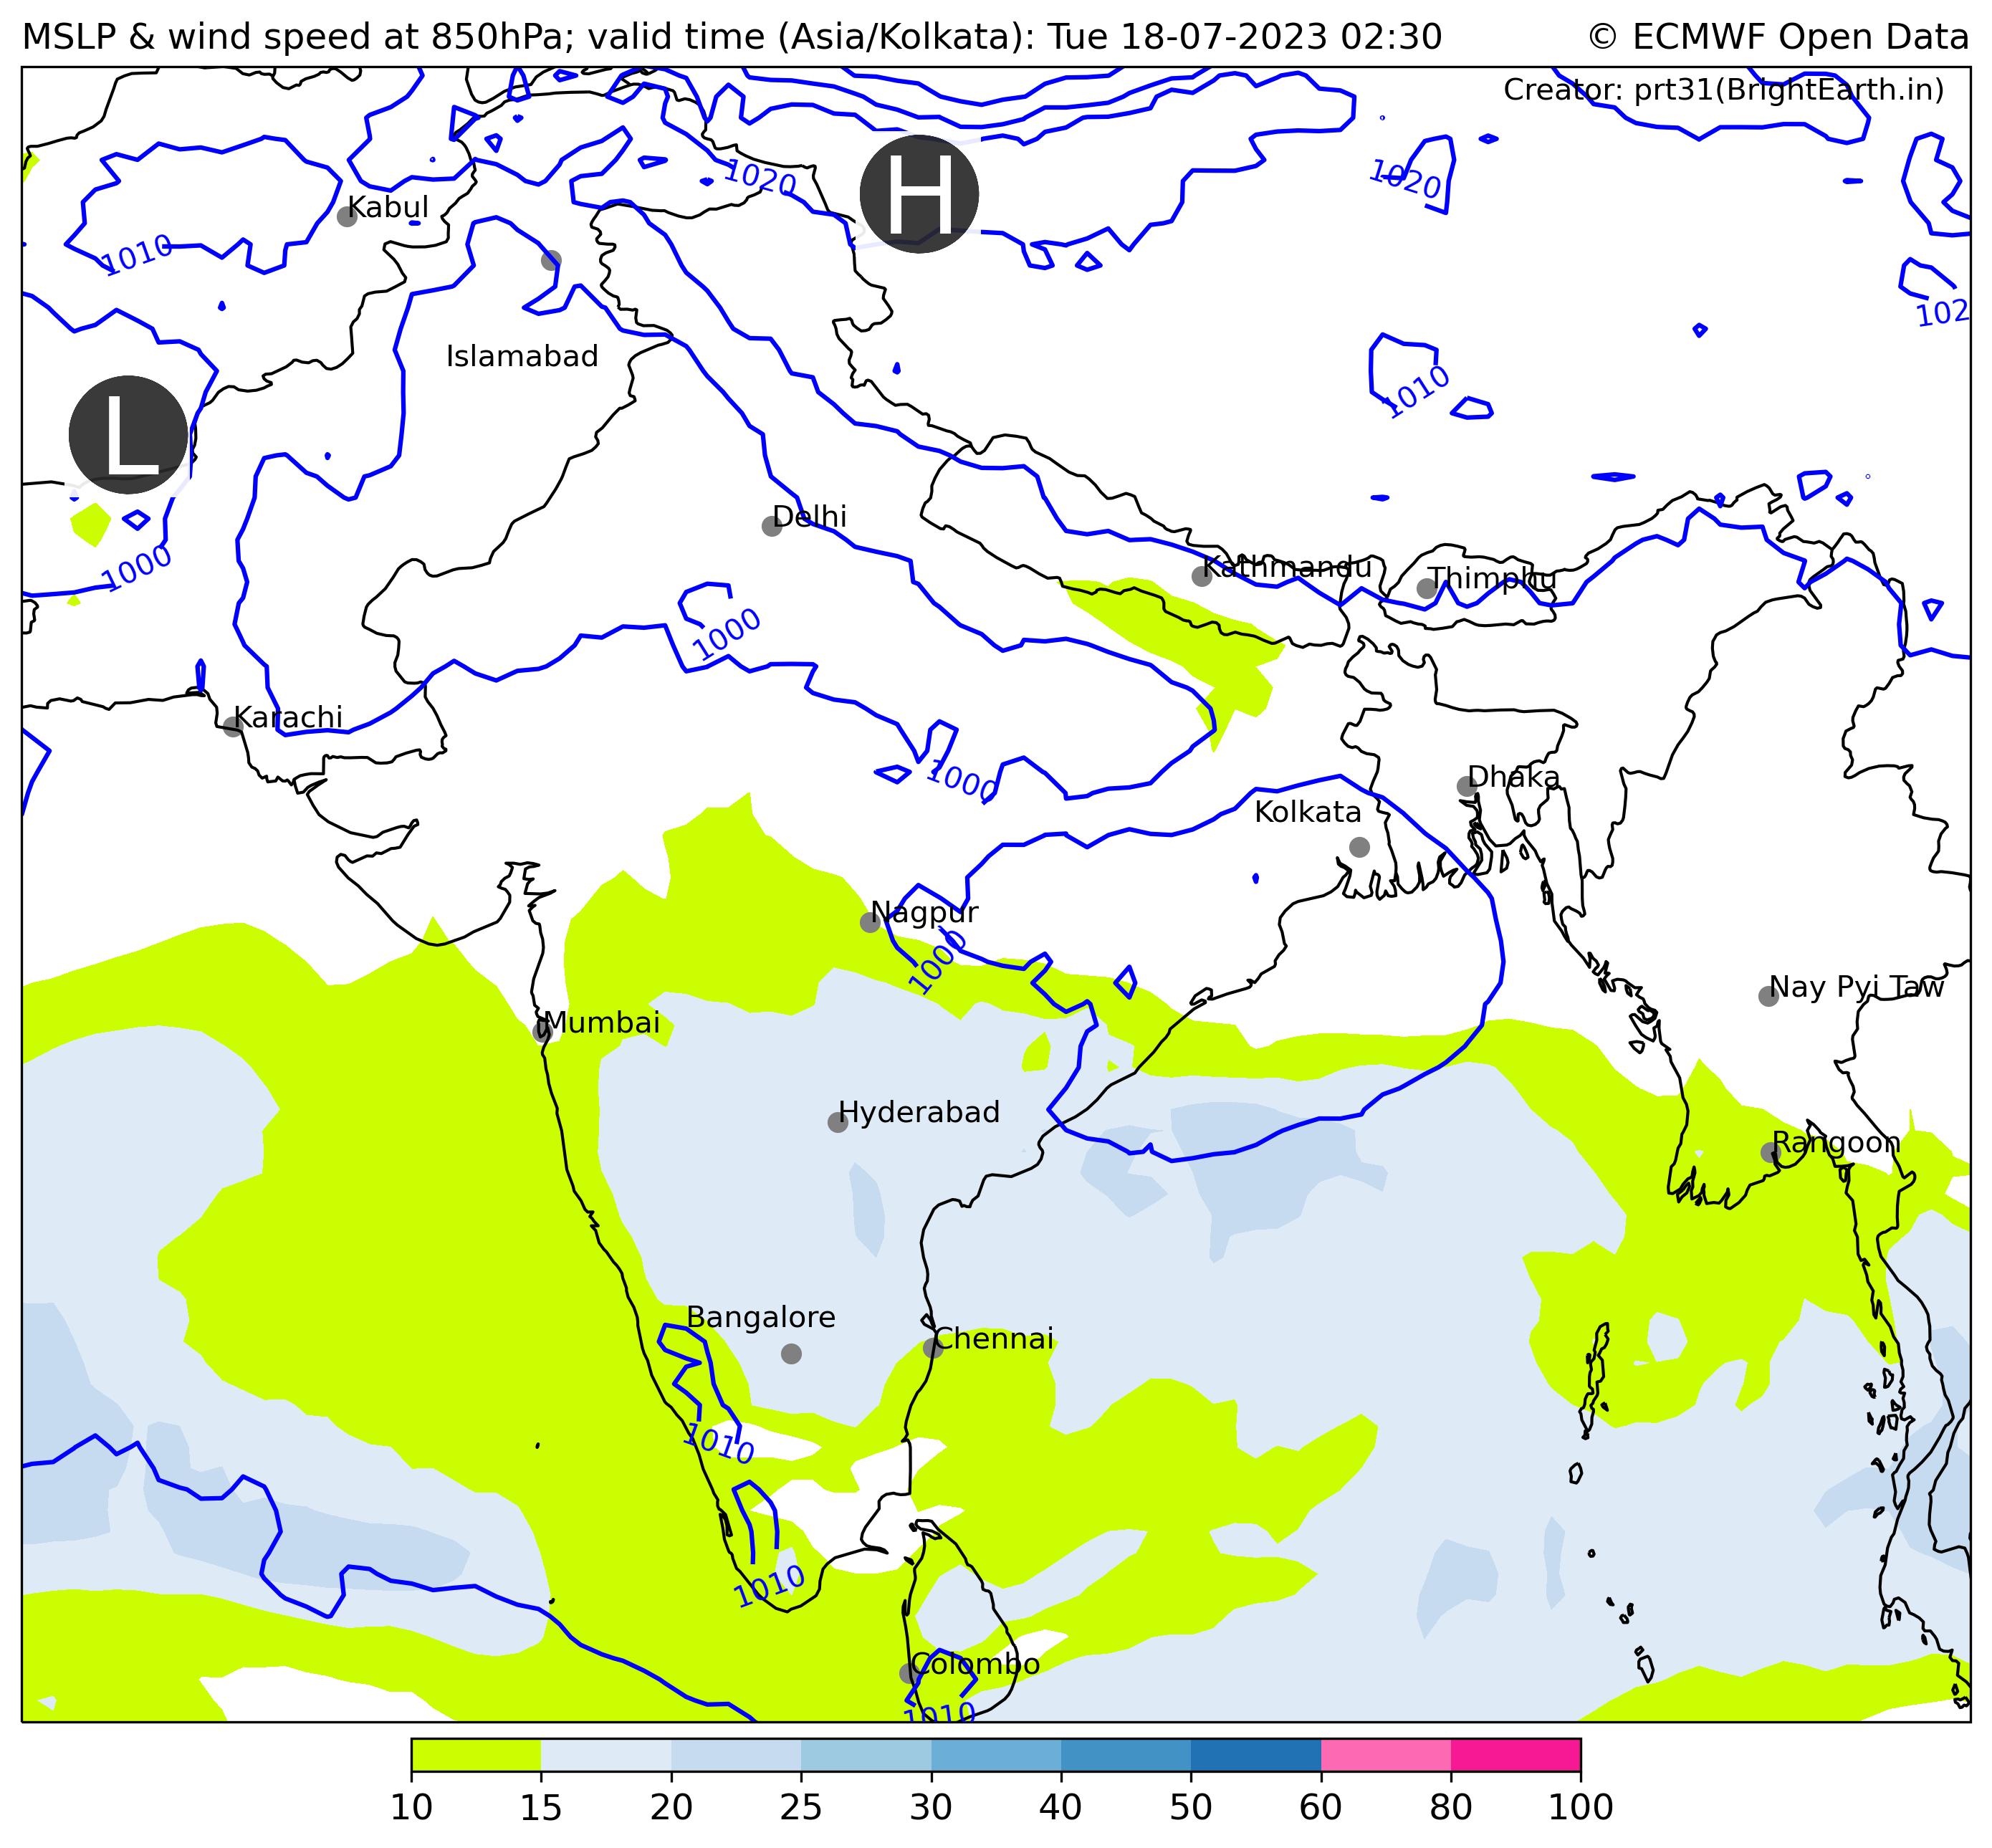 MSLP & wind speed at 850hPa; valid time (Asia/Kolkata): Tue 18-07-2023 02:30 © ECMWF Open Data
Creator: prt31(BrightEarth.in)
H
1020
1020
Kabul
1010
102
Islamabad
1010
L
Delhi
1000
Kathmandu
Thimphu
1000
Karachi
1000
Dhaka
Kolkata
Nagpur
1000
Nay Pyi Taw
Mumbai
Hyderabad
Rangoon
Bangalore
Chennai
1010
1010
Colombo
1010
10 15 20 25 30 40 50 60 80 100